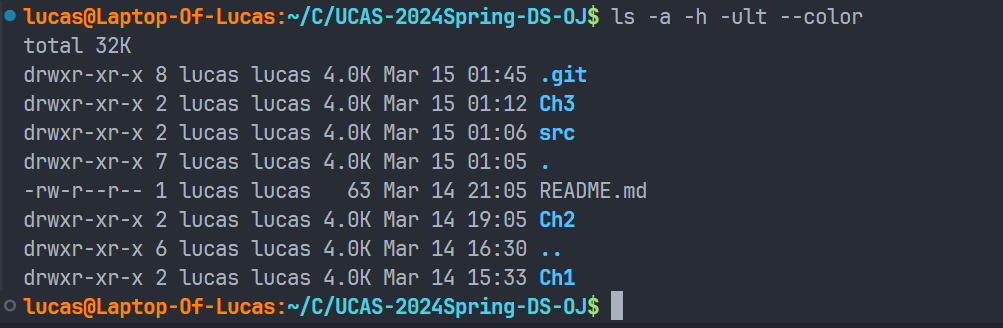 lucas@Laptop-Of-Lucas:~/C/UCAS-2024Spring-DS-OJ$ ls -a -h -ult --color
total 32K
drwxr-xr-x 8 lucas lucas 4.0K Mar 15 01:45 .git
drwxr-xr-x 2 lucas lucas 4.0K Mar 15 01:12 Ch3
drwxr-xr-x 2 lucas lucas 4.0K Mar 15 01:06 src
drwxr-xr-x 7 lucas lucas 4.0K Mar 15 01:05 .
-rw-r--r-- 1 lucas lucas   63 Mar 14 21:05 README.md
drwxr-xr-x 2 lucas lucas 4.0K Mar 14 19:05 Ch2
drwxr-xr-x 6 lucas lucas 4.0K Mar 14 16:30 ..
drwxr-xr-x 2 lucas lucas 4.0K Mar 14 15:33 Ch1
lucas@Laptop-Of-Lucas:~/C/UCAS-2024Spring-DS-OJ$